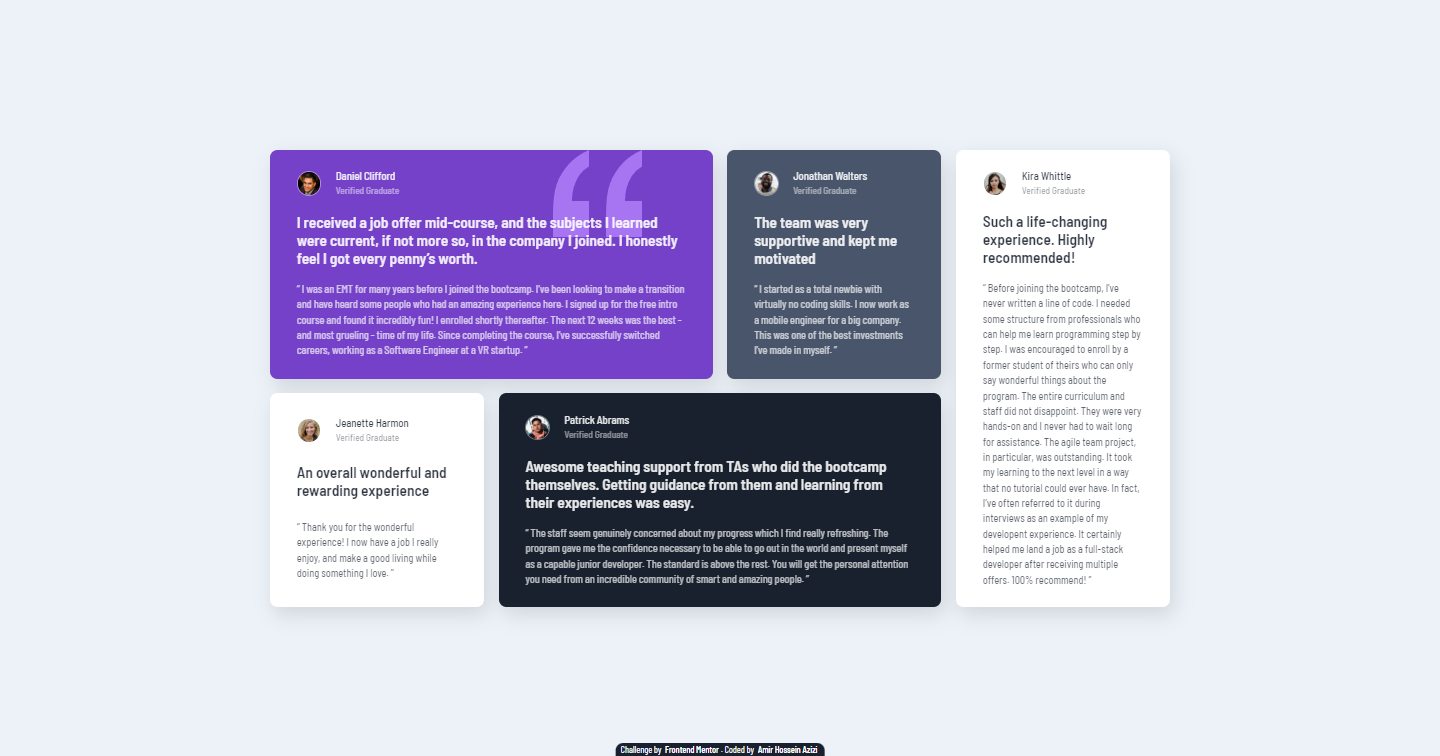 Daniel Clifford
Verified Graduate
I received a job offer mid-course, and the subjects I learned
were current, if not more so, in the company I joined. I honestly
feel I got every penny’s worth.
“ I was an EMT for many years before I joined the bootcamp. I’ve been looking to make a transition
and have heard some people who had an amazing experience here. I signed up for the free intro
course and found it incredibly fun! I enrolled shortly thereafter. The next 12 weeks was the best –
and most grueling – time of my life. Since completing the course, I’ve successfully switched
careers, working as a Software Engineer at a VR startup. ”
Jonathan Walters
Verified Graduate
The team was very
supportive and kept me
motivated
“ I started as a total newbie with
virtually no coding skills. I now work as
a mobile engineer for a big company.
This was one of the best investments
I’ve made in myself. ”
Kira Whittle
Verified Graduate
Such a life-changing
experience. Highly
recommended!
“ Before joining the bootcamp, I’ve
never written a line of code. I needed
some structure from professionals who
can help me learn programming step by
step. I was encouraged to enroll by a
former student of theirs who can only
say wonderful things about the
program. The entire curriculum and
staff did not disappoint. They were very
hands-on and I never had to wait long
for assistance. The agile team project,
in particular, was outstanding. It took
my learning to the next level in a way
that no tutorial could ever have. In fact,
I’ve often referred to it during
interviews as an example of my
developent experience. It certainly
helped me land a job as a full-stack
developer after receiving multiple
offers. 100% recommend! ”
Jeanette Harmon
Verified Graduate
An overall wonderful and
rewarding experience
“ Thank you for the wonderful
experience! I now have a job I really
enjoy, and make a good living while
doing something I love. ”
Patrick Abrams
Verified Graduate
Awesome teaching support from TAs who did the bootcamp
themselves. Getting guidance from them and learning from
their experiences was easy.
“ The staff seem genuinely concerned about my progress which I find really refreshing. The
program gave me the confidence necessary to be able to go out in the world and present myself
as a capable junior developer. The standard is above the rest. You will get the personal attention
you need from an incredible community of smart and amazing people. ”
Challenge by Frontend Mentor . Coded by Amir Hossein Azizi